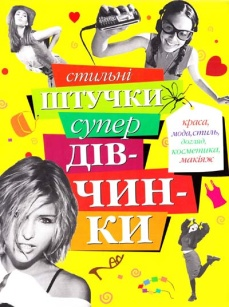 стильні
ШТУЧКИ
супер
ДІВ-
ЧИН-
КИ
краса,
мода, стиль,
догляд,
косметика,
макіяж